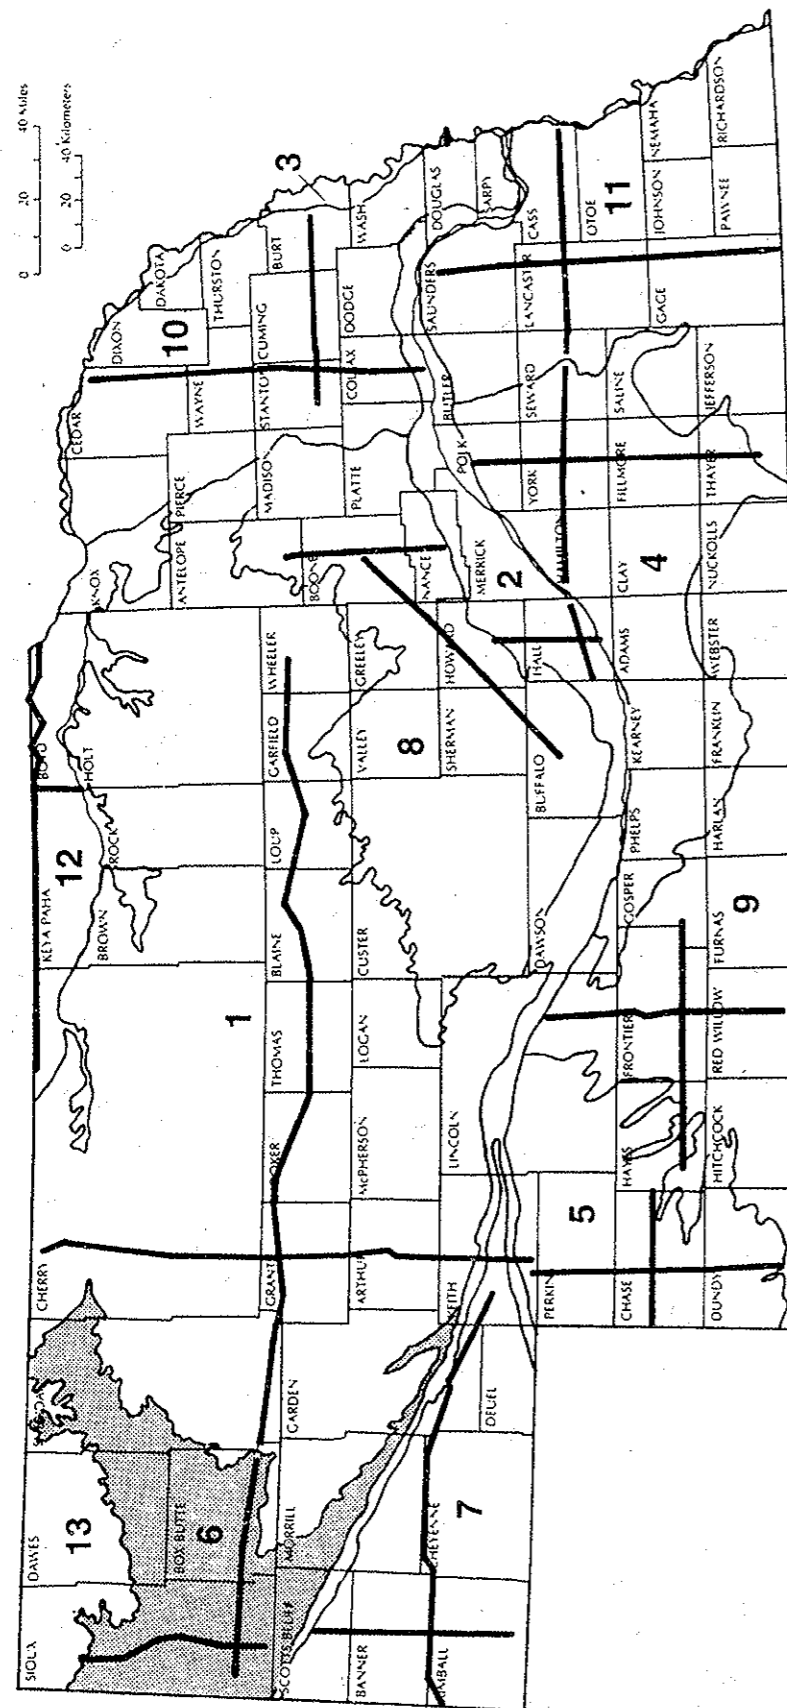 0 20 40 Miles
0 20 40 Kilometers
SIOUX
DAWES
CHERRY
KEYA PAHA
BOYD
KNOX
CEDAR
DIXON
DAKOTA
13
12
BROWN
ROCK
HOLT
ANTELOPE
PIERCE
WAYNE
THURSTON
10
BOX BUTTE
6
1
GRANT
HOOKER
THOMAS
BLAINE
LOUP
GARFIELD
WHEELER
BOONE
MADISON
STANTON
CUMING
BURT
3
SCOTTS BLUFF
MORRILL
GARDEN
ARTHUR
McPHERSON
LOGAN
CUSTER
VALLEY
GREELEY
NANCE
PLATTE
COLFAX
DODGE
WASH
8
BANNER
KIMBALL
CHEYENNE
DEUEL
KEITH
LINCOLN
SHERMAN
HOWARD
MERRICK
POLK
BUTLER
SAUNDERS
DOUGLAS
SARPY
7
2
PERKINS
DAWSON
BUFFALO
HALL
HAMILTON
YORK
SEWARD
LANCASTER
CASS
5
CHASE
HAYES
FRONTIER
GOSPER
PHELPS
KEARNEY
ADAMS
CLAY
FILLMORE
SALINE
GAGE
OTOE
4
11
JOHNSON
NEMAHA
DUNDY
HITCHCOCK
RED WILLOW
FURNAS
HARLAN
FRANKLIN
WEBSTER
NUCKOLLS
THAYER
JEFFERSON
PAWNEE
RICHARDSON
9